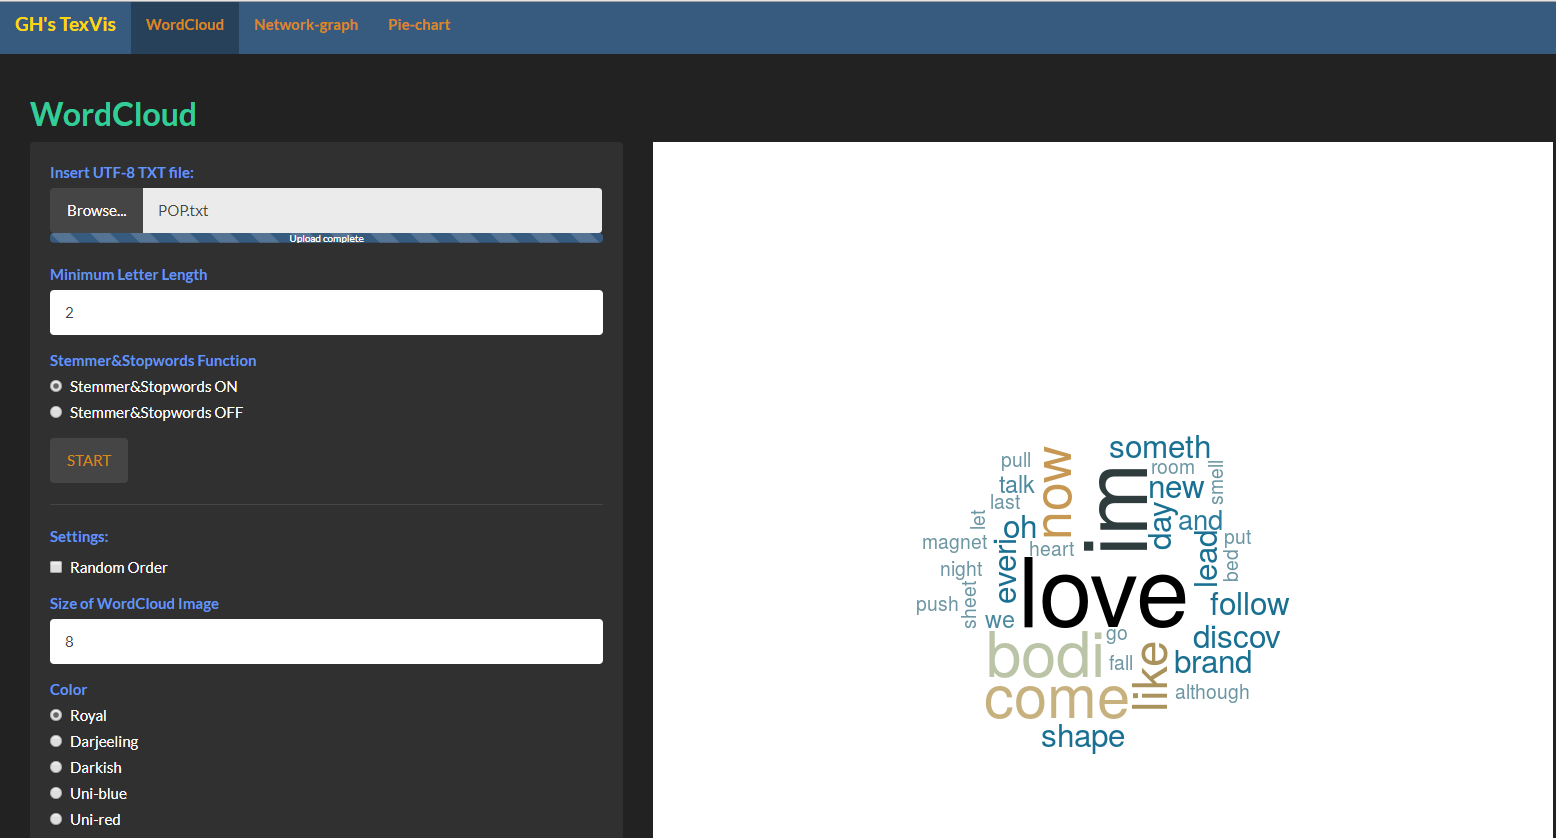 GH's TexVis WordCloud Network-graph Pie-chart
WordCloud
Insert UTF-8 TXT file:
Browse... POP.txt
Upload complete
Minimum Letter Length
2
Stemmer&Stopwords Function
Stemmer&Stopwords ON
Stemmer&Stopwords OFF
START
Settings:
Random Order
Size of WordCloud Image
8
Color
Royal
Darjeeling
Darkish
Uni-blue
Uni-red
someth
pull
now
im
room
smell
talk
new
last
let
oh
day
and
magnet
everi
heart
lead
put
bed
night
love
push
sheet
we
follow
go
discov
bodi
fall
like
brand
come
although
shape